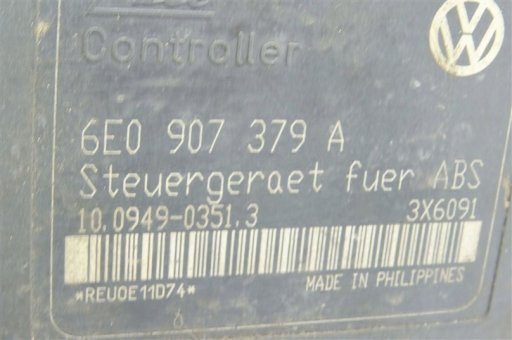 Controller
6E0 907 379 A
Steuergeraet fuer ABS
10.0949-0351.3 3X6091
*REU0E11D74* MADE IN PHILIPPINES